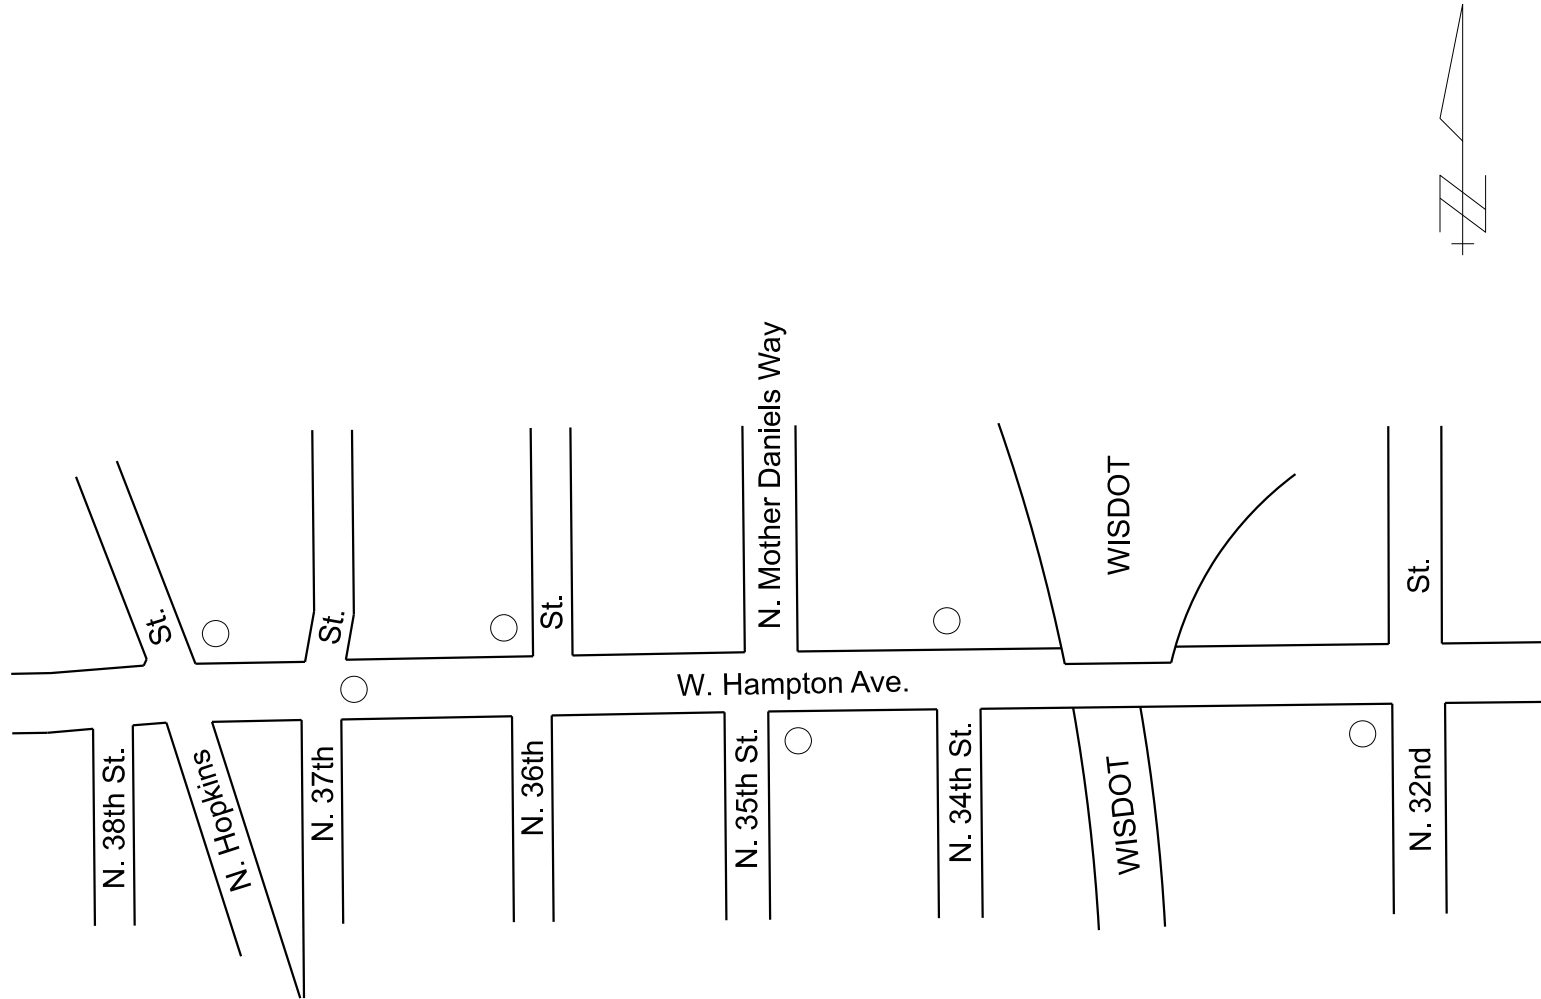 N. Mother Daniels Way
WISDOT
St.
St.
St.
St.
W. Hampton Ave.
N. 38th St.
N. Hopkins
N. 37th
N. 36th
N. 35th St.
N. 34th St.
WISDOT
N. 32nd
N